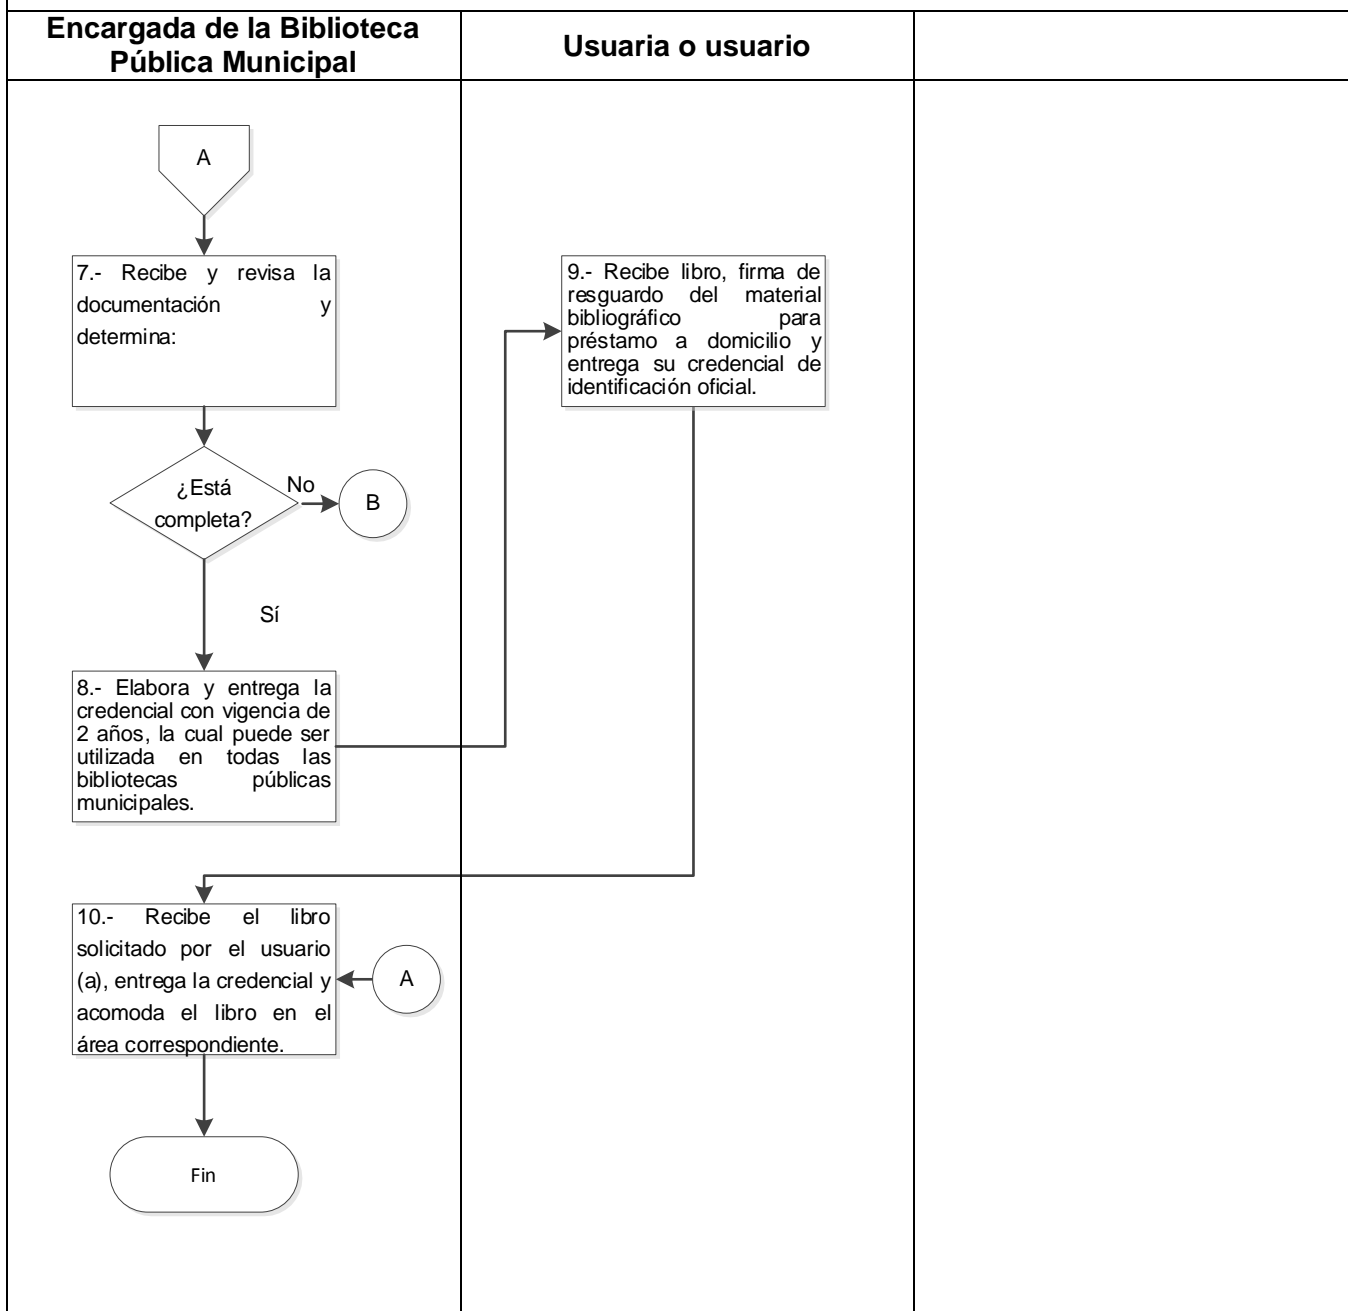 Encargada de la Biblioteca
Pública Municipal
Usuaria o usuario
A
7.- Recibe y revisa la
documentación y
determina:
¿Está
completa?
No
B
Sí
8.- Elabora y entrega la
credencial con vigencia de
2 años, la cual puede ser
utilizada en todas las
bibliotecas públicas
municipales.
9.- Recibe libro, firma de
resguardo del material
bibliográfico para
préstamo a domicilio y
entrega su credencial de
identificación oficial.
10.- Recibe el libro
solicitado por el usuario
(a), entrega la credencial y
acomoda el libro en el
área correspondiente.
A
Fin